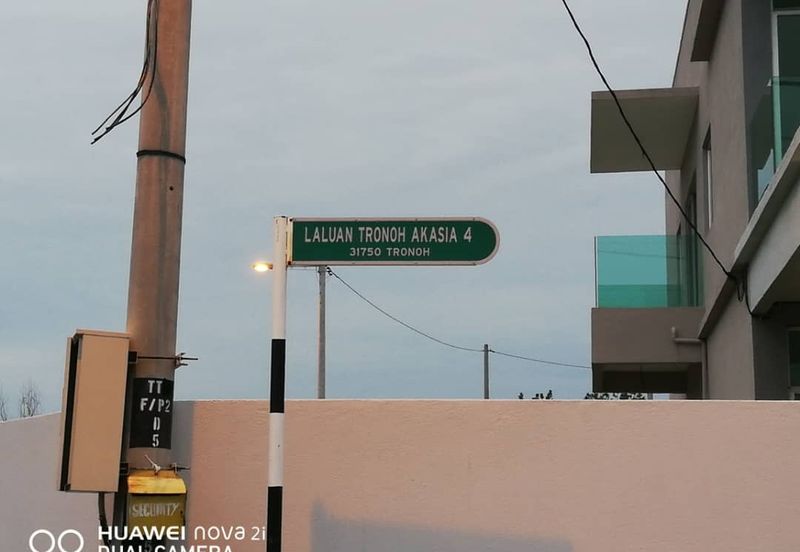 LALUAN TRONOH AKASIA 4
31750 TRONOH
TT
F/P2
D
5
SECURITY
HUAWEI nova 2i
DUAL CAMERA